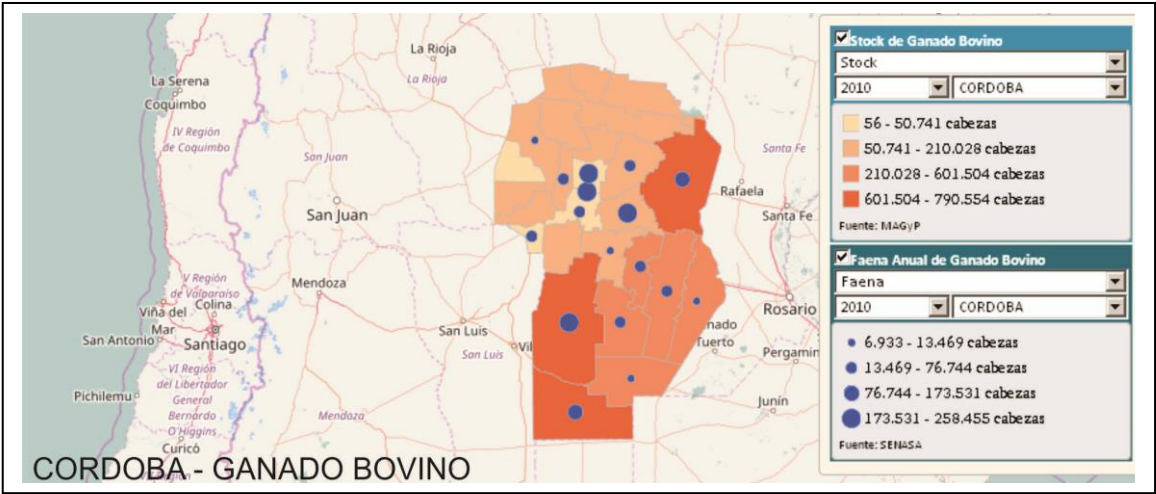 La Rioja
La Rioja
La Serena
Coquimbo
IV Región
de Coquimbo
San Juan
San Juan
Santa Fe
Rafaela
Santa Fe
V Región
de Valparaíso
Viña del
Mar
Colina
San Antonio
Santiago
Mendoza
San Luis
San Luis
Vil
Rosario
nado
Tuerto
Pergamin
VI Región
del Libertador
General
Bernardo
O'Higgins
Pichilemu
Mendoza
Junín
Curicó
CORDOBA - GANADO BOVINO
Stock de Ganado Bovino
Stock
2010 CORDOBA
56 - 50.741 cabezas
50.741 - 210.028 cabezas
210.028 - 601.504 cabezas
601.504 - 790.554 cabezas
Fuente: MAGyP
Faena Anual de Ganado Bovino
Faena
2010 CORDOBA
6.933 - 13.469 cabezas
13.469 - 76.744 cabezas
76.744 - 173.531 cabezas
173.531 - 258.455 cabezas
Fuente: SENASA